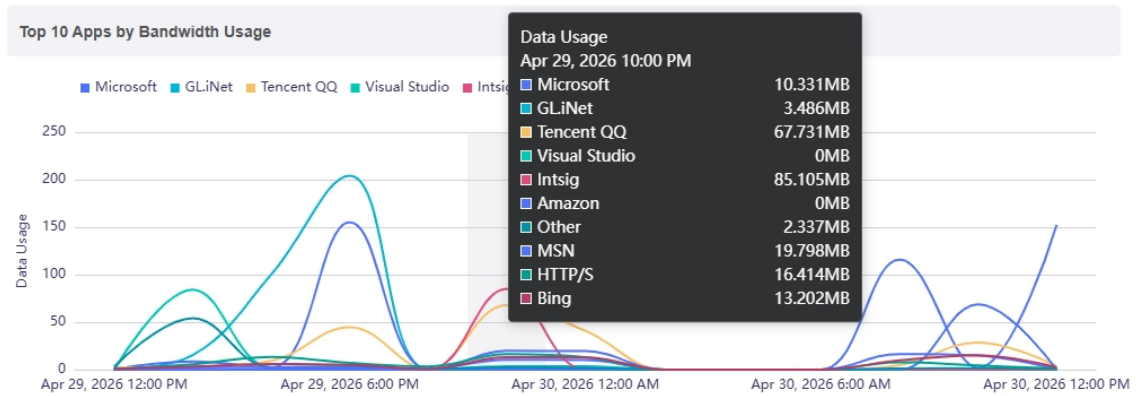 Top 10 Apps by Bandwidth Usage
Microsoft GLiNet Tencent QQ Visual Studio
Data Usage
Apr 29, 2026 10:00 PM
Microsoft 10.331MB
GLiNet 3.486MB
Tencent QQ 67.731MB
Visual Studio 0MB
Intsig 85.105MB
Amazon 0MB
Other 2.337MB
MSN 19.798MB
HTTP/S 16.414MB
Bing 13.202MB
Data Usage
250
200
150
100
50
0
Apr 29, 2026 12:00 PM Apr 29, 2026 6:00 PM Apr 30, 2026 12:00 AM Apr 30, 2026 6:00 AM Apr 30, 2026 12:00 PM